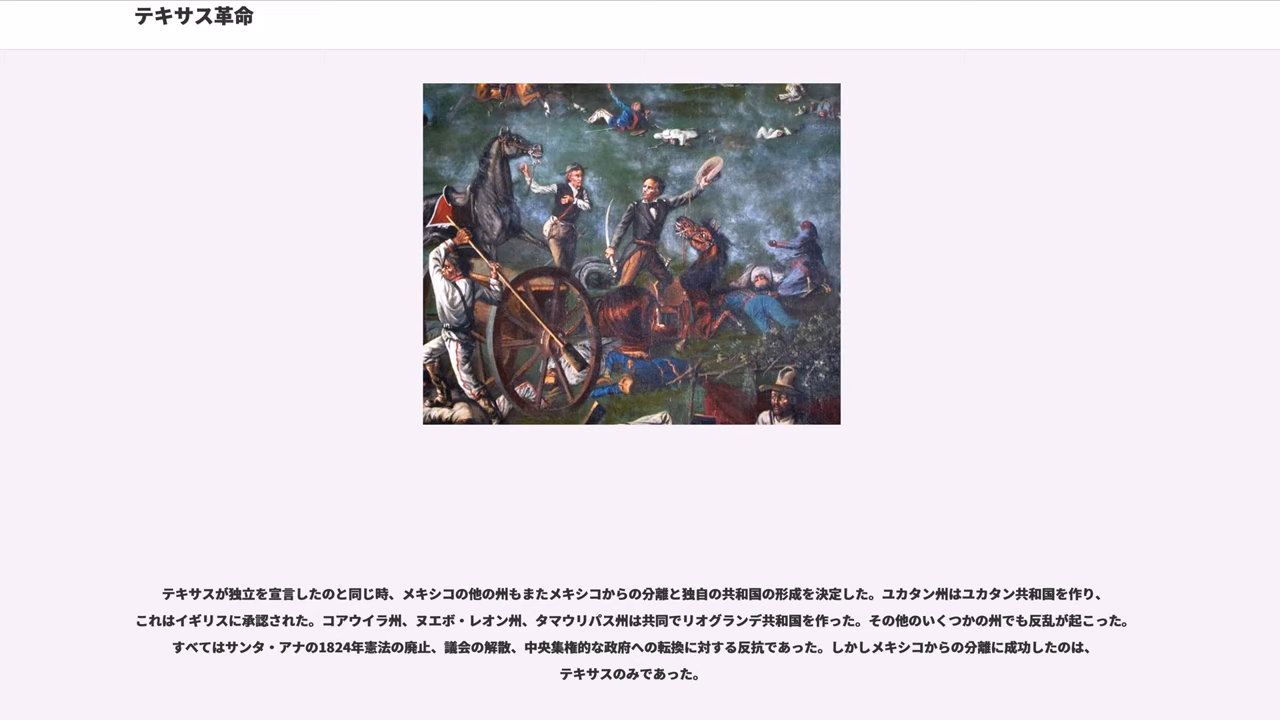 テキサス革命
テキサスが独立を宣言したのと同じ時、メキシコの他の州もまたメキシコからの分離と独自の共和国の形成を決定した。ユカタン州はユカタン共和国を作り、
これはイギリスに承認された。コアウイラ州、ヌエボ・レオン州、タマウリパス州は共同でリオグランデ共和国を作った。その他のいくつかの州でも反乱が起こった。
すべてはサンタ・アナの1824年憲法の廃止、議会の解散、中央集権的な政府への転換に対する反抗であった。しかしメキシコからの分離に成功したのは、
テキサスのみであった。